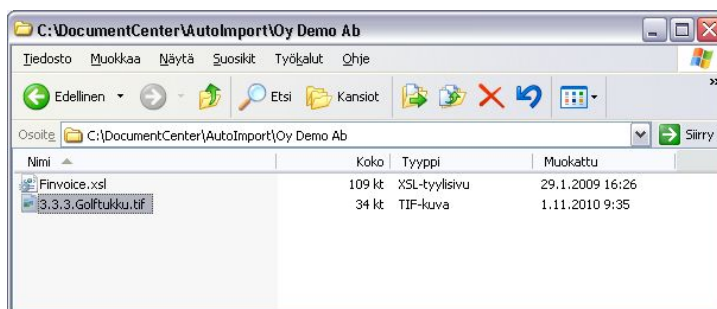 C:\DocumentCenter\AutoImport\Oy Demo Ab
Tiedosto Muokkaa Näytä Suosikit Työkalut Ohje
Edellinen Etsi Kansiot »
Osoite C:\DocumentCenter\AutoImport\Oy Demo Ab Siirry
Nimi Koko Tyyppi Muokattu
Finvoice.xsl 109 kt XSL-tyylisivu 29.1.2009 16:26
3.3.3.Golftukku.tif 34 kt TIF-kuva 1.11.2010 9:35